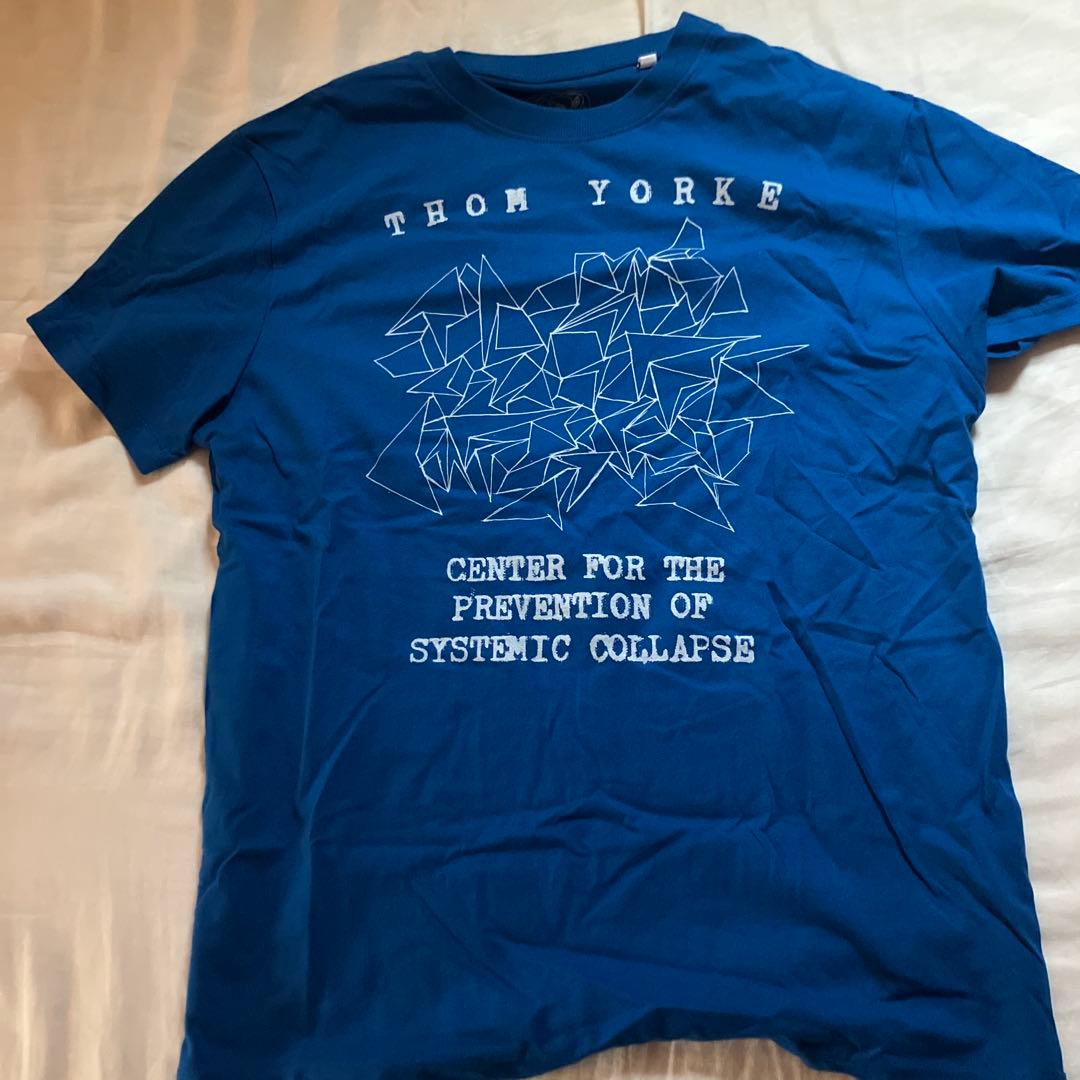 THOM YORKE
CENTER FOR THE
PREVENTION OF
SYSTEMIC COLLAPSE